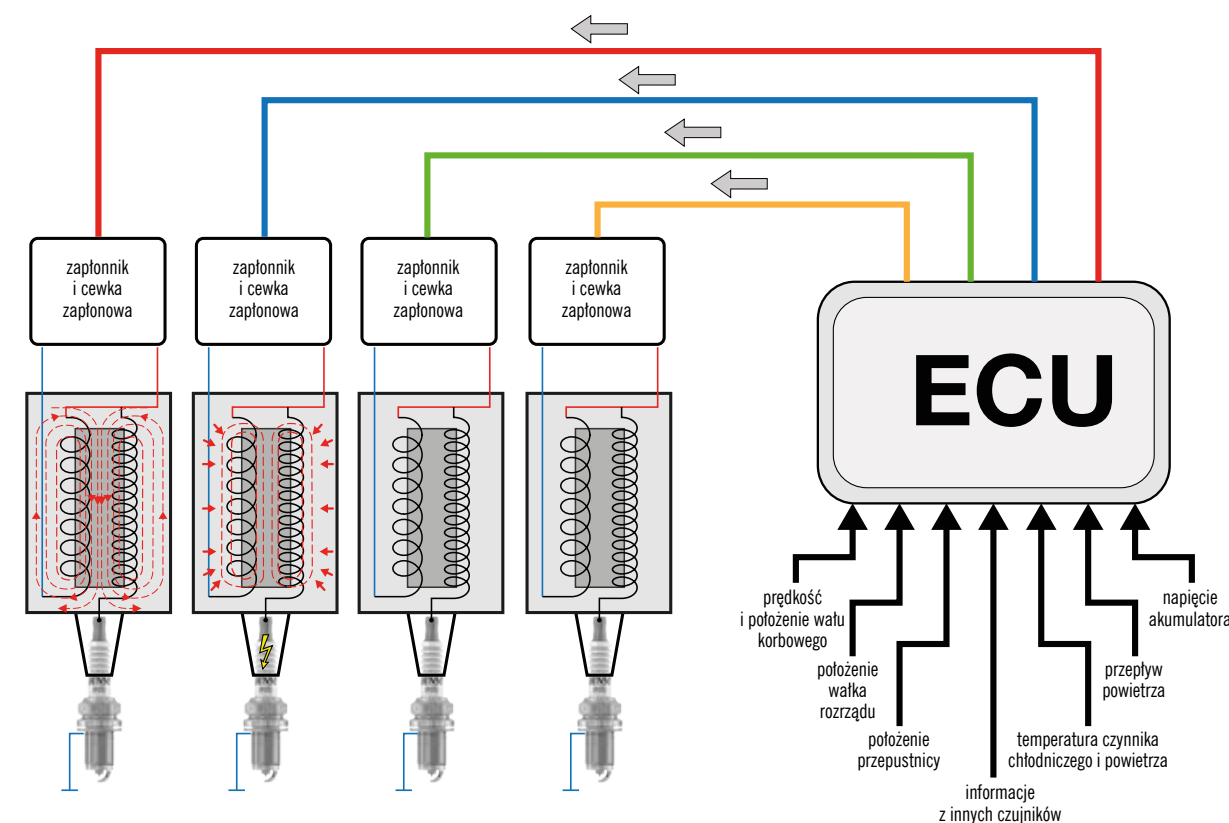 zapłonnik
i cewka
zapłonowa
zapłonnik
i cewka
zapłonowa
zapłonnik
i cewka
zapłonowa
zapłonnik
i cewka
zapłonowa
ECU
prędkość
i położenie wału
korbowego
położenie
wałka
rozrządu
położenie
przepustnicy
informacje
z innych czujników
temperatura czynnika
chłodniczego i powietrza
przepływ
powietrza
napięcie
akumulatora